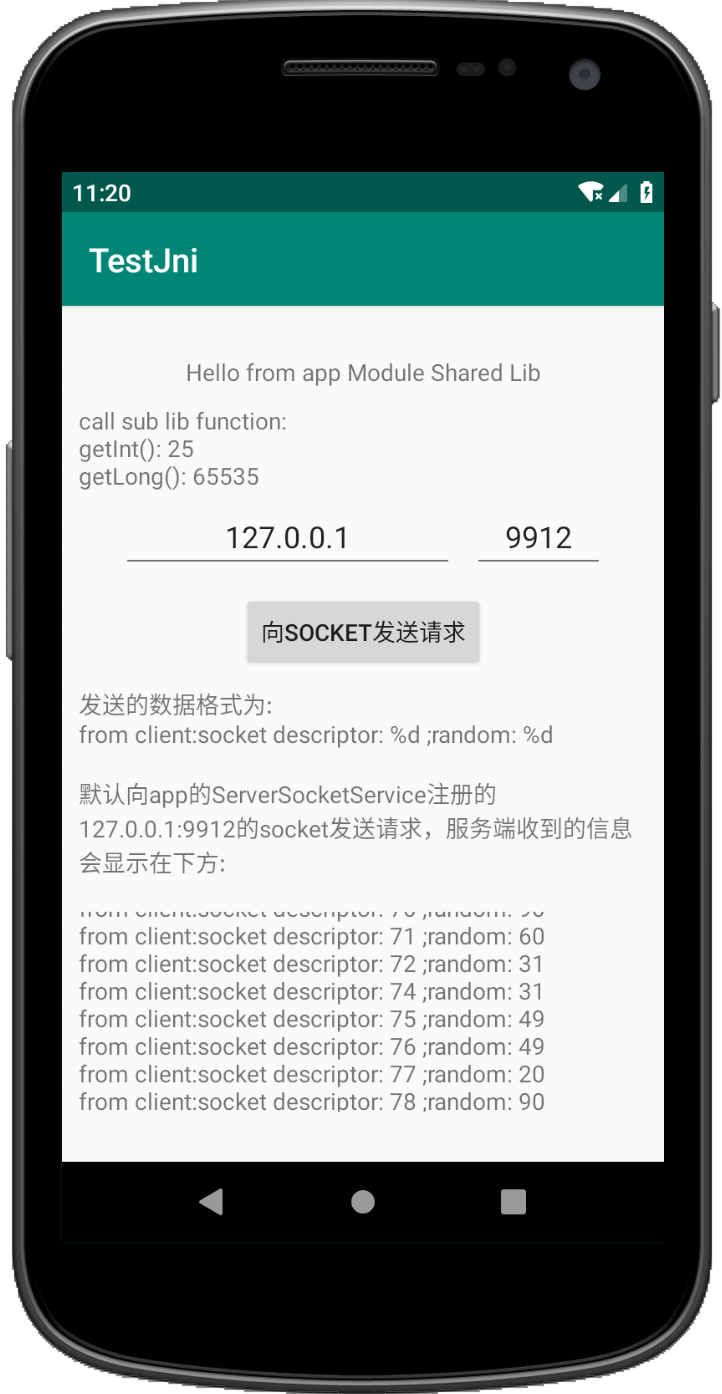 11:20
TestJni
Hello from app Module Shared Lib
call sub lib function:
getInt(): 25
getLong(): 65535
127.0.0.1 9912
向SOCKET发送请求
发送的数据格式为:
from client:socket descriptor: %d ;random: %d
默认向app的ServerSocketService注册的
127.0.0.1:9912的socket发送请求，服务端收到的信息
会显示在下方:
from client:socket descriptor: 70 ;random:
from client:socket descriptor: 71 ;random: 60
from client:socket descriptor: 72 ;random: 31
from client:socket descriptor: 74 ;random: 31
from client:socket descriptor: 75 ;random: 49
from client:socket descriptor: 76 ;random: 49
from client:socket descriptor: 77 ;random: 20
from client:socket descriptor: 78 ;random: 90